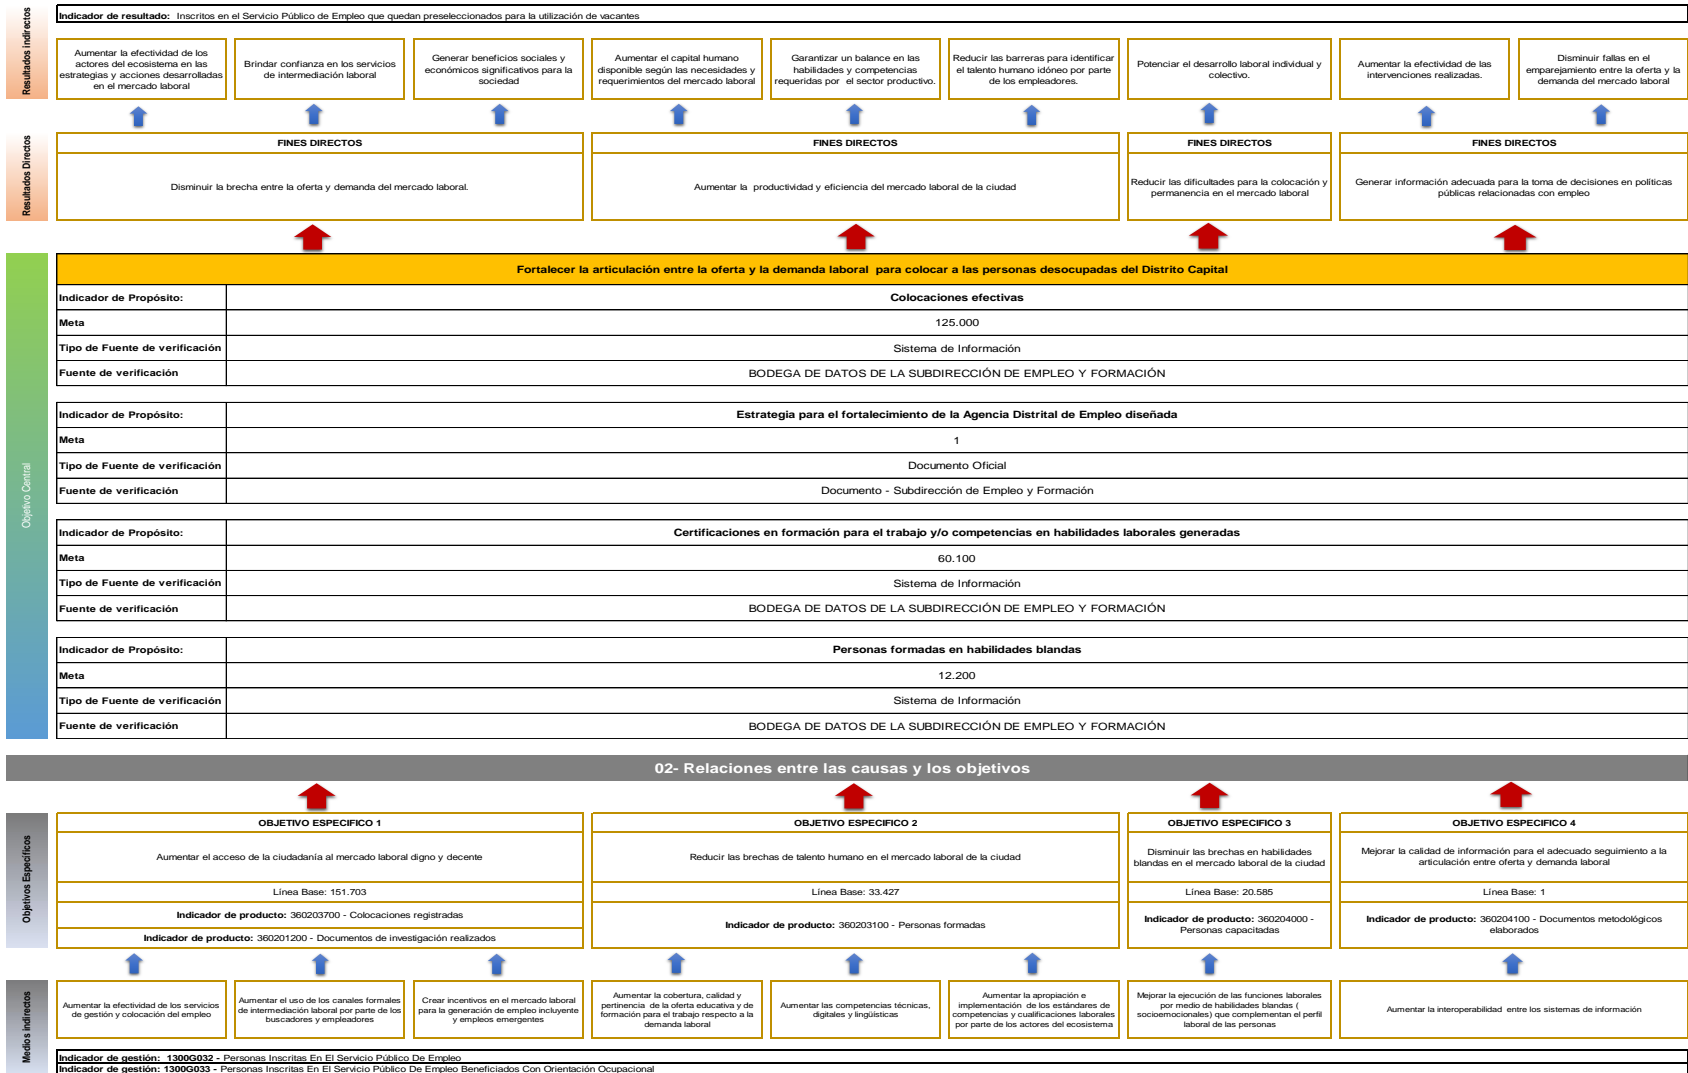 Resultados indirectos
Indicador de resultado: Inscritos en el Servicio Público de Empleo que quedan preseleccionados para la utilización de vacantes
Aumentar la efectividad de los
actores del ecosistema en las
estrategias y acciones desarrolladas
en el mercado laboral
Brindar confianza en los servicios
de intermediación laboral
Generar beneficios sociales y
económicos significativos para la
sociedad
Aumentar el capital humano
disponible según las necesidades y
requerimientos del mercado laboral
Garantizar un balance en las
habilidades y competencias
requeridas por el sector productivo.
Reducir las barreras para identificar
el talento humano idóneo por parte
de los empleadores.
Potenciar el desarrollo laboral individual y
colectivo.
Aumentar la efectividad de las
intervenciones realizadas.
Disminuir fallas en el
emparejamiento entre la oferta y la
demanda del mercado laboral
Resultados Directos
FINES DIRECTOS
Disminuir la brecha entre la oferta y demanda del mercado laboral.
FINES DIRECTOS
Aumentar la productividad y eficiencia del mercado laboral de la ciudad
FINES DIRECTOS
Reducir las dificultades para la colocación y
permanencia en el mercado laboral
FINES DIRECTOS
Generar información adecuada para la toma de decisiones en políticas
públicas relacionadas con empleo
Objetivo Central
Fortalecer la articulación entre la oferta y la demanda laboral para colocar a las personas desocupadas del Distrito Capital
Indicador de Propósito: Colocaciones efectivas
Meta 125.000
Tipo de Fuente de verificación Sistema de Información
Fuente de verificación BODEGA DE DATOS DE LA SUBDIRECCIÓN DE EMPLEO Y FORMACIÓN
Indicador de Propósito: Estrategia para el fortalecimiento de la Agencia Distrital de Empleo diseñada
Meta 1
Tipo de Fuente de verificación Documento Oficial
Fuente de verificación Documento - Subdirección de Empleo y Formación
Indicador de Propósito: Certificaciones en formación para el trabajo y/o competencias en habilidades laborales generadas
Meta 60.100
Tipo de Fuente de verificación Sistema de Información
Fuente de verificación BODEGA DE DATOS DE LA SUBDIRECCIÓN DE EMPLEO Y FORMACIÓN
Indicador de Propósito: Personas formadas en habilidades blandas
Meta 12.200
Tipo de Fuente de verificación Sistema de Información
Fuente de verificación BODEGA DE DATOS DE LA SUBDIRECCIÓN DE EMPLEO Y FORMACIÓN
02- Relaciones entre las causas y los objetivos
Objetivos Específicos
OBJETIVO ESPECIFICO 1
Aumentar el acceso de la ciudadanía al mercado laboral digno y decente
Línea Base: 151.703
Indicador de producto: 360203700 - Colocaciones registradas
Indicador de producto: 360201200 - Documentos de investigación realizados
OBJETIVO ESPECIFICO 2
Reducir las brechas de talento humano en el mercado laboral de la ciudad
Línea Base: 33.427
Indicador de producto: 360203100 - Personas formadas
OBJETIVO ESPECIFICO 3
Disminuir las brechas en habilidades
blandas en el mercado laboral de la ciudad
Línea Base: 20.585
Indicador de producto: 360204000 -
Personas capacitadas
OBJETIVO ESPECIFICO 4
Mejorar la calidad de información para el adecuado seguimiento a la
articulación entre oferta y demanda laboral
Línea Base: 1
Indicador de producto: 360204100 - Documentos metodológicos
elaborados
Medios indirectos
Aumentar la efectividad de los servicios
de gestión y colocación del empleo
Aumentar el uso de los canales formales
de intermediación laboral por parte de los
buscadores y empleadores
Crear incentivos en el mercado laboral
para la generación de empleo incluyente
y empleos emergentes
Aumentar la cobertura, calidad y
pertinencia de la oferta educativa y de
formación para el trabajo respecto a la
demanda laboral
Aumentar las competencias técnicas,
digitales y lingüísticas
Aumentar la apropiación e
implementación de los estándares de
competencias y cualificaciones laborales
por parte de los actores del ecosistema
Mejorar la ejecución de las funciones laborales
por medio de habilidades blandas (
socioemocionales) que complementan el perfil
laboral de las personas
Aumentar la interoperabilidad entre los sistemas de información
Indicador de gestión: 1300G032 - Personas Inscritas En El Servicio Público De Empleo
Indicador de gestión: 1300G033 - Personas Inscritas En El Servicio Público De Empleo Beneficiados Con Orientación Ocupacional